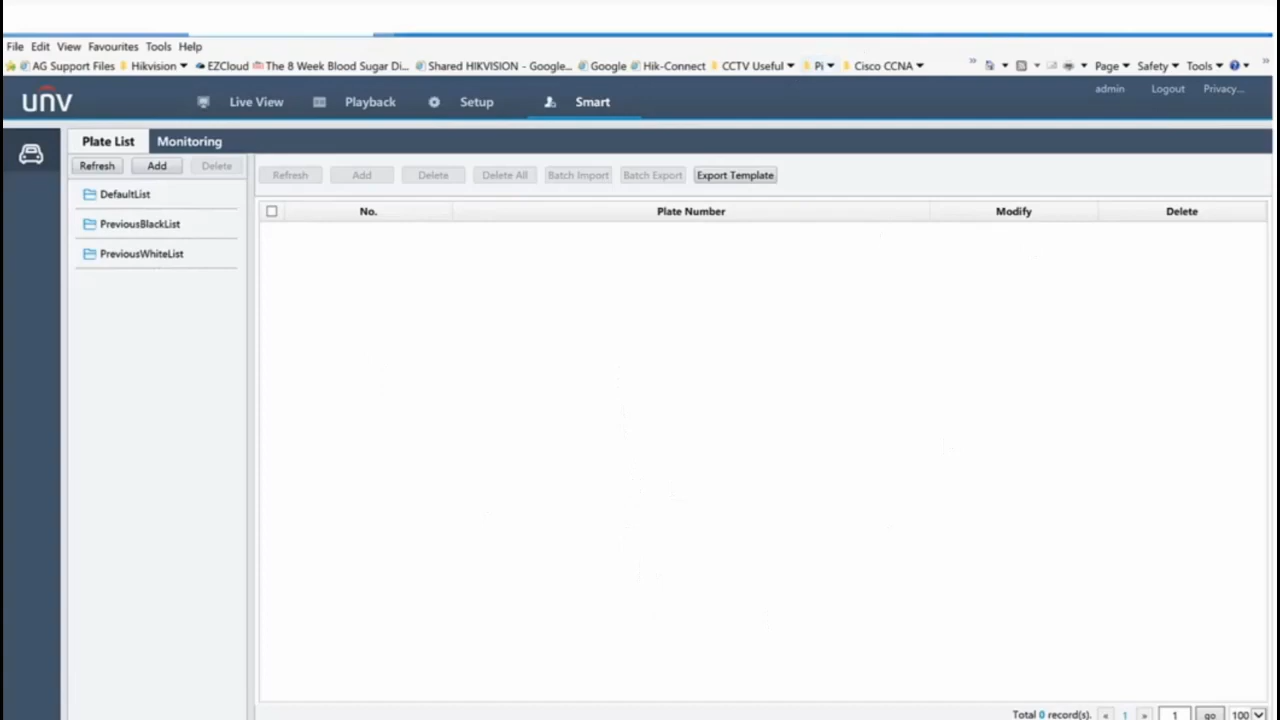 File Edit View Favourites Tools Help
AG Support Files Hikvision EZCloud The 8 Week Blood Sugar Di... Shared HIKVISION - Google... Google Hik-Connect CCTV Useful Pi Cisco CCNA » Page Safety Tools »
unv Live View Playback Setup Smart admin Logout Privacy...
Plate List Monitoring
Refresh Add Delete
Refresh Add Delete Delete All Batch Import Batch Export Export Template
DefaultList
PreviousBlackList
PreviousWhiteList
No. Plate Number Modify Delete
Total 0 record(s). « 1 » 1 go 100